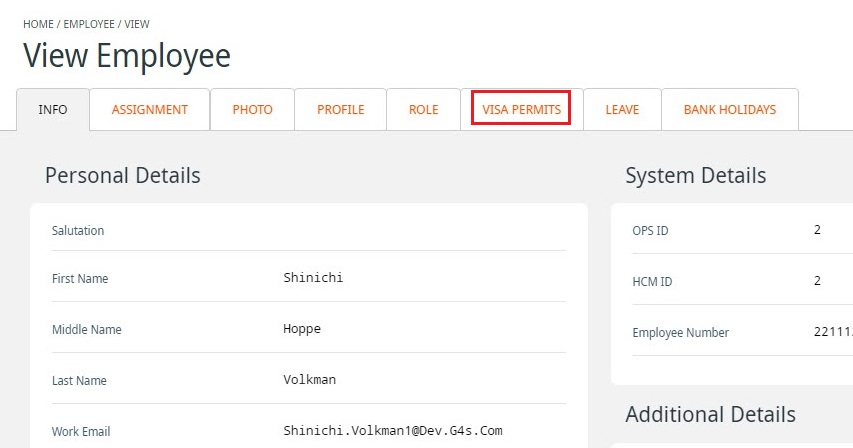 HOME / EMPLOYEE / VIEW
View Employee
INFO ASSIGNMENT PHOTO PROFILE ROLE VISA PERMITS LEAVE BANK HOLIDAYS
Personal Details
Salutation
First Name Shinichi
Middle Name Hoppe
Last Name Volkman
Work Email Shinichi.Volkman1@Dev.G4s.Com
System Details
OPS ID 2
HCM ID 2
Employee Number 22111
Additional Details